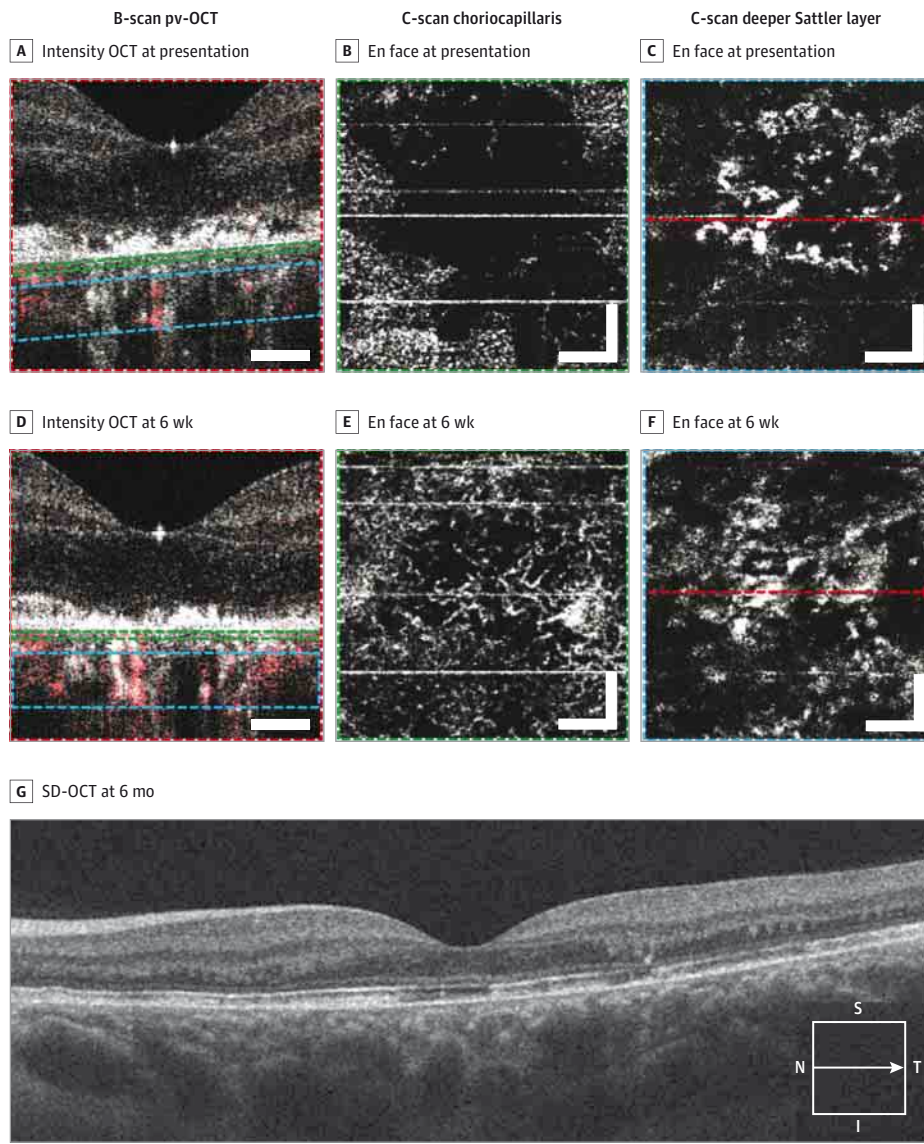 B-scan pv-OCT
C-scan choriocapillaris
C-scan deeper Sattler layer
A Intensity OCT at presentation
B En face at presentation
C En face at presentation
D Intensity OCT at 6 wk
E En face at 6 wk
F En face at 6 wk
G SD-OCT at 6 mo
S
N T
I